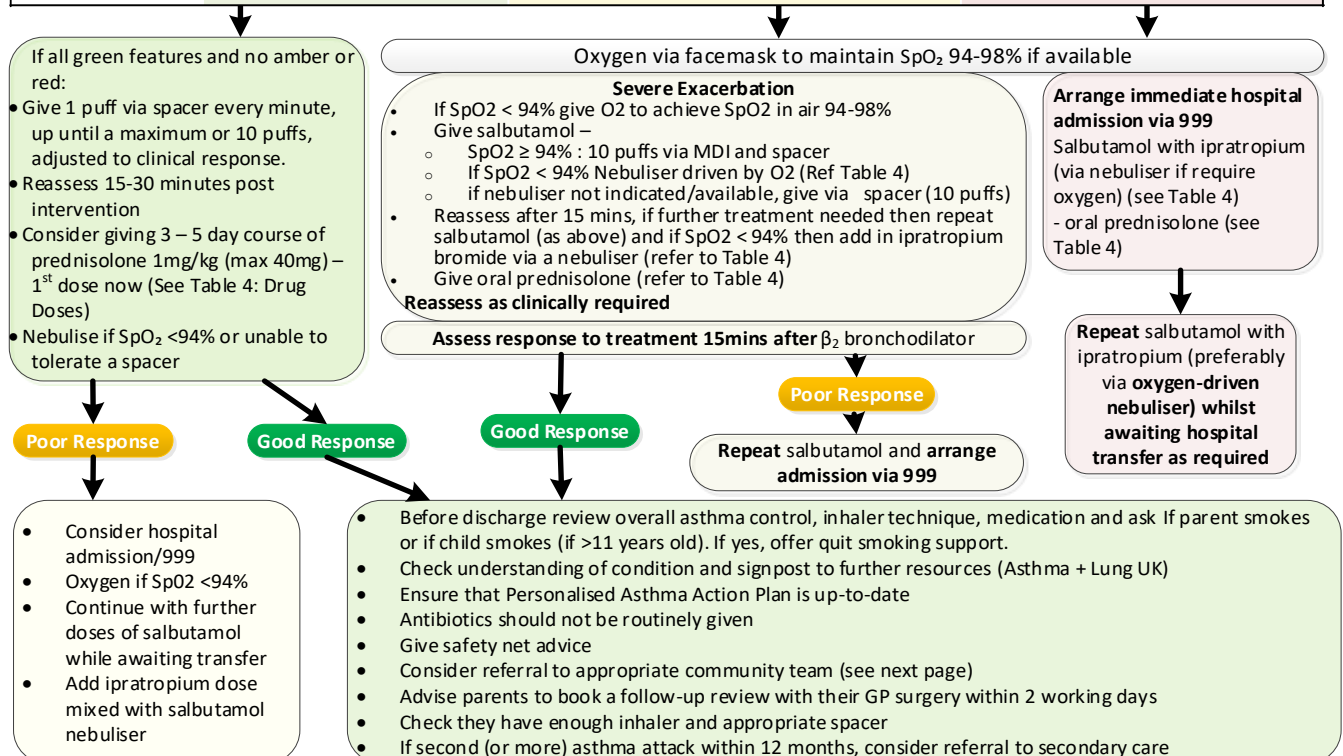 If all green features and no amber or
red:
• Give 1 puff via spacer every minute,
up until a maximum or 10 puffs,
adjusted to clinical response.
• Reassess 15-30 minutes post
intervention
• Consider giving 3 – 5 day course of
prednisolone 1mg/kg (max 40mg) –
1st dose now (See Table 4: Drug
Doses)
• Nebulise if SpO₂ <94% or unable to
tolerate a spacer
Oxygen via facemask to maintain SpO₂ 94-98% if available
Severe Exacerbation
• If SpO2 < 94% give O2 to achieve SpO2 in air 94-98%
• Give salbutamol –
o SpO2 ≥ 94% : 10 puffs via MDI and spacer
o If SpO2 < 94% Nebuliser driven by O2 (Ref Table 4)
o if nebuliser not indicated/available, give via spacer (10 puffs)
• Reassess after 15 mins, if further treatment needed then repeat
salbutamol (as above) and if SpO2 < 94% then add in ipratropium
bromide via a nebuliser (refer to Table 4)
• Give oral prednisolone (refer to Table 4)
Reassess as clinically required
Arrange immediate hospital
admission via 999
Salbutamol with ipratropium
(via nebuliser if require
oxygen) (see Table 4)
- oral prednisolone (see
Table 4)
Assess response to treatment 15mins after β₂ bronchodilator
Repeat salbutamol with
ipratropium (preferably
via oxygen-driven
nebuliser) whilst
awaiting hospital
transfer as required
Poor Response
Good Response
Good Response
Poor Response
Repeat salbutamol and arrange
admission via 999
• Consider hospital
admission/999
• Oxygen if Sp02 <94%
• Continue with further
doses of salbutamol
while awaiting transfer
• Add ipratropium dose
mixed with salbutamol
nebuliser
• Before discharge review overall asthma control, inhaler technique, medication and ask If parent smokes
or if child smokes (if >11 years old). If yes, offer quit smoking support.
• Check understanding of condition and signpost to further resources (Asthma + Lung UK)
• Ensure that Personalised Asthma Action Plan is up-to-date
• Antibiotics should not be routinely given
• Give safety net advice
• Consider referral to appropriate community team (see next page)
• Advise parents to book a follow-up review with their GP surgery within 2 working days
• Check they have enough inhaler and appropriate spacer
• If second (or more) asthma attack within 12 months, consider referral to secondary care